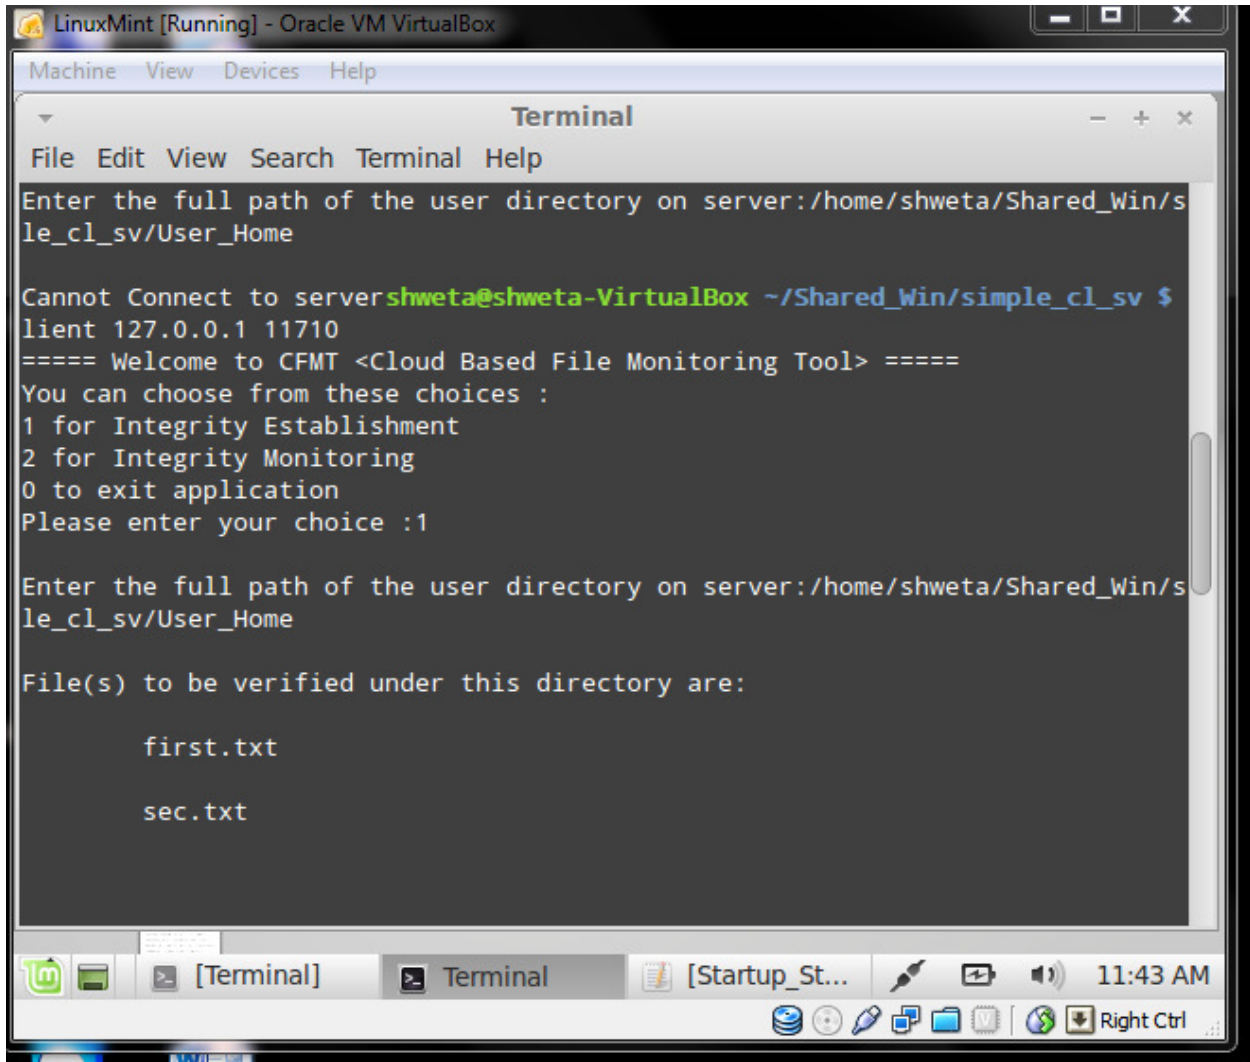 LinuxMint [Running] - Oracle VM VirtualBox
Machine View Devices Help
Terminal
File Edit View Search Terminal Help
Enter the full path of the user directory on server:/home/shweta/Shared_Win/s
le_cl_sv/User_Home
Cannot Connect to servershweta@shweta-VirtualBox ~/Shared_Win/simple_cl_sv $
lient 127.0.0.1 11710
===== Welcome to CFMT <Cloud Based File Monitoring Tool> =====
You can choose from these choices :
1 for Integrity Establishment
2 for Integrity Monitoring
0 to exit application
Please enter your choice :1
Enter the full path of the user directory on server:/home/shweta/Shared_Win/s
le_cl_sv/User_Home
File(s) to be verified under this directory are:
first.txt
sec.txt
[Terminal] Terminal [Startup_St... 11:43 AM
Right Ctrl